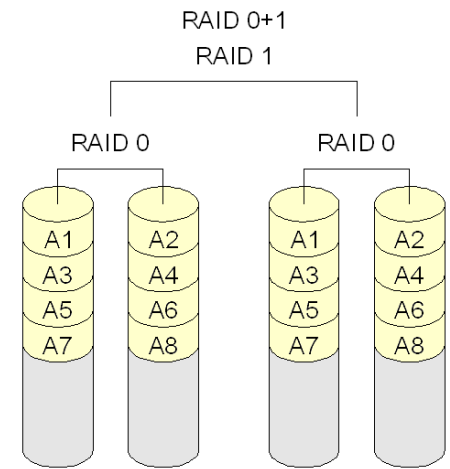 RAID 0+1
RAID 1
RAID 0 RAID 0
A1 A2 A1 A2
A3 A4 A3 A4
A5 A6 A5 A6
A7 A8 A7 A8